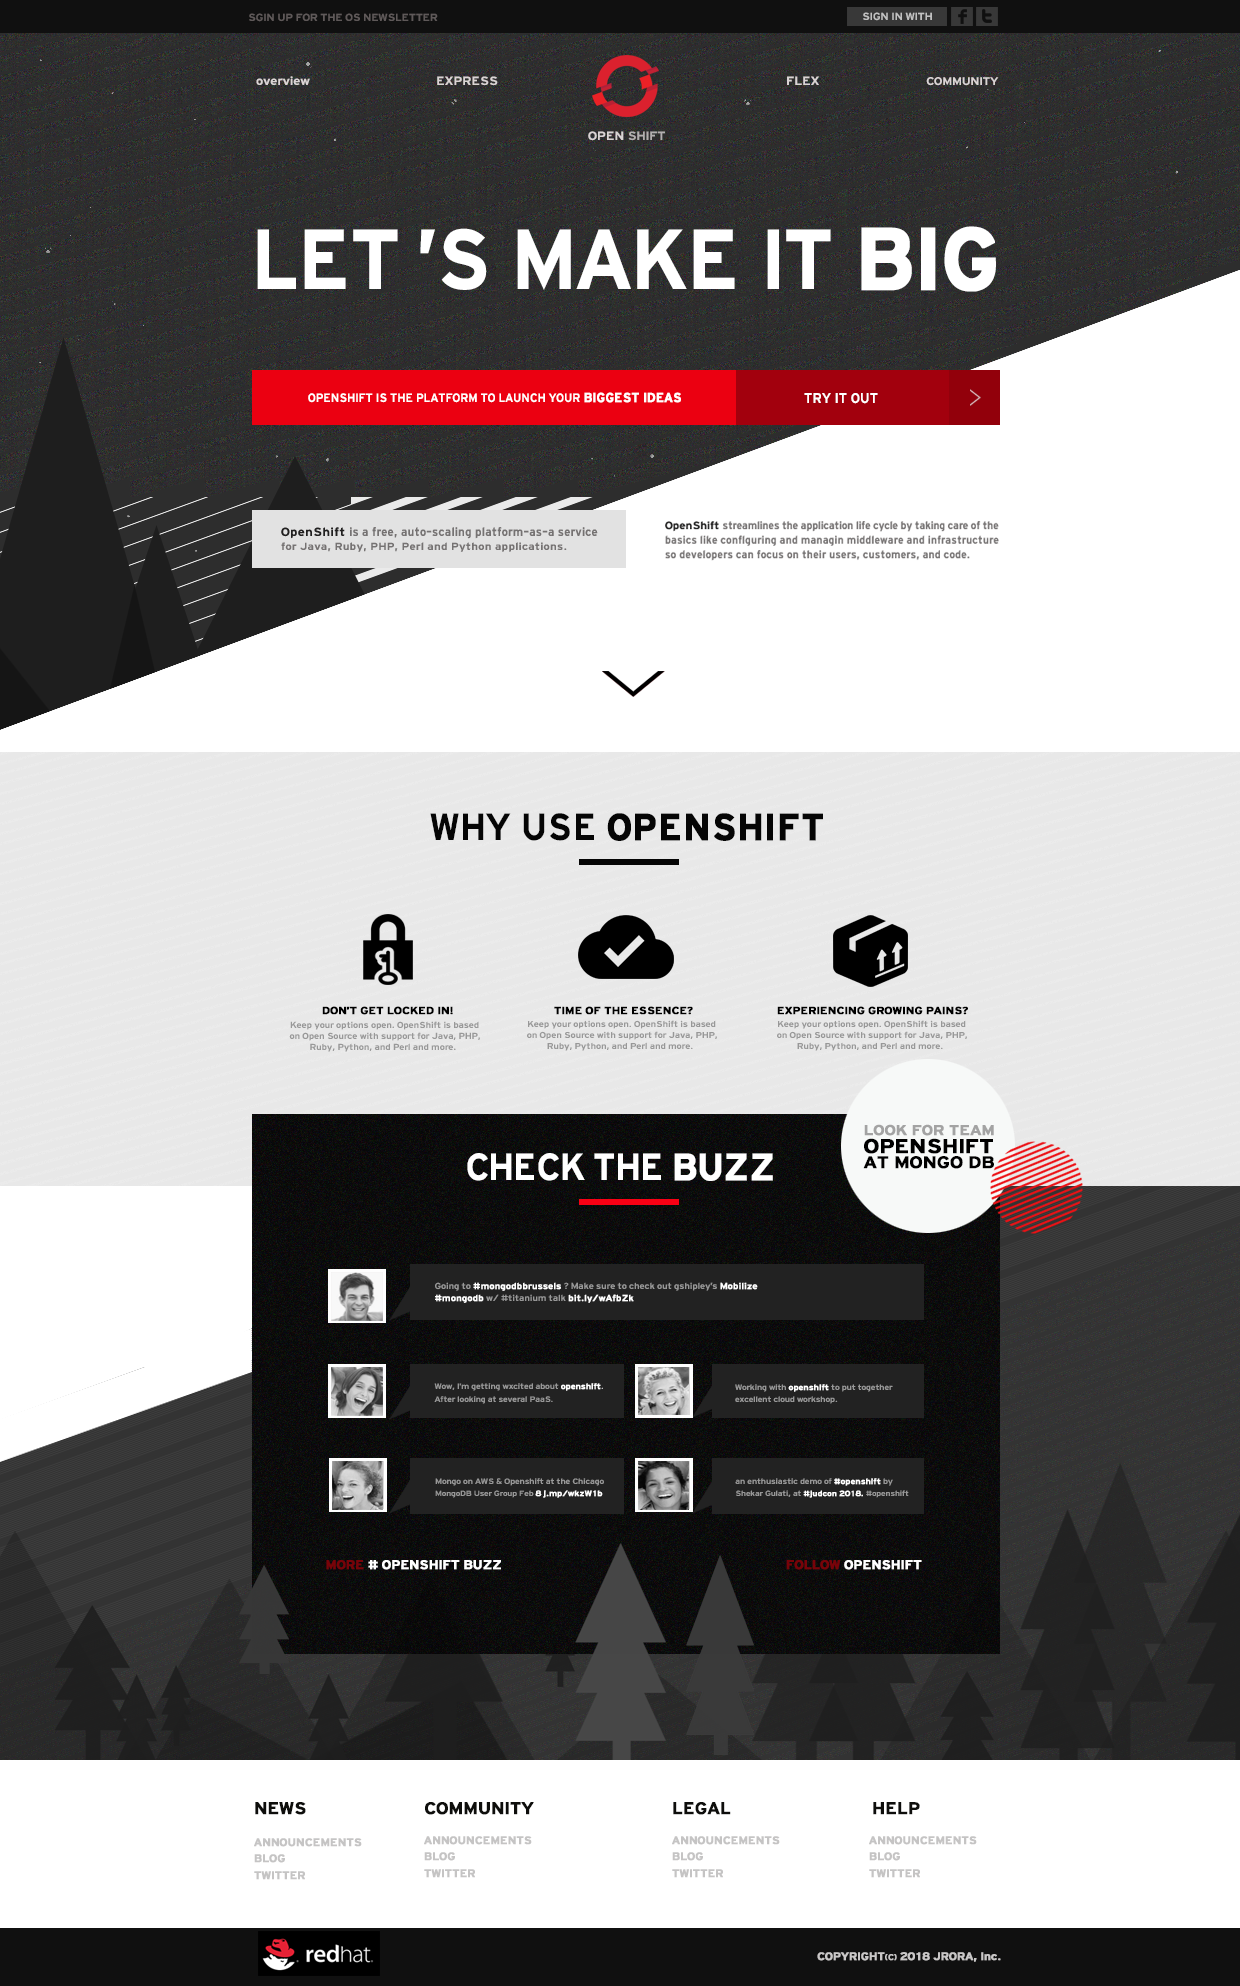 SGIN UP FOR THE OS NEWSLETTER
SIGN IN WITH
overview
EXPRESS
FLEX
COMMUNITY
OPEN SHIFT
LET 'S MAKE IT BIG
OPENSHIFT IS THE PLATFORM TO LAUNCH YOUR BIGGEST IDEAS
TRY IT OUT
OpenShift is a free, auto-scaling platform-as-a service
for Java, Ruby, PHP, Perl and Python applications.
OpenShift streamlines the application life cycle by taking care of the
basics like configuring and managin middleware and infrastructure
so developers can focus on their users, customers, and code.
WHY USE OPENSHIFT
DON'T GET LOCKED IN!
Keep your options open. OpenShift is based
on Open Source with support for Java, PHP,
Ruby, Python, and Perl and more.
TIME OF THE ESSENCE?
Keep your options open. OpenShift is based
on Open Source with support for Java, PHP,
Ruby, Python, and Perl and more.
EXPERIENCING GROWING PAINS?
Keep your options open. OpenShift is based
on Open Source with support for Java, PHP,
Ruby, Python, and Perl and more.
LOOK FOR TEAM
OPENSHIFT
AT MONGO DB
CHECK THE BUZZ
Going to #mongodbbrussels ? Make sure to check out gshipley's Mobilize
#mongodb w/ #titanium talk bit.ly/wAfbZk
Wow, I'm getting wxcited about openshift.
After looking at several PaaS.
Working with openshift to put together
excellent cloud workshop.
Mongo on AWS & Openshift at the Chicago
MongoDB User Group Feb 8 j.mp/wkzW1b
an enthusiastic demo of #openshift by
Shekar Gulati, at #judcon 2018. #openshift
MORE # OPENSHIFT BUZZ
FOLLOW OPENSHIFT
NEWS
ANNOUNCEMENTS
BLOG
TWITTER
COMMUNITY
ANNOUNCEMENTS
BLOG
TWITTER
LEGAL
ANNOUNCEMENTS
BLOG
TWITTER
HELP
ANNOUNCEMENTS
BLOG
TWITTER
redhat.
COPYRIGHT(c) 2018 JRORA, Inc.